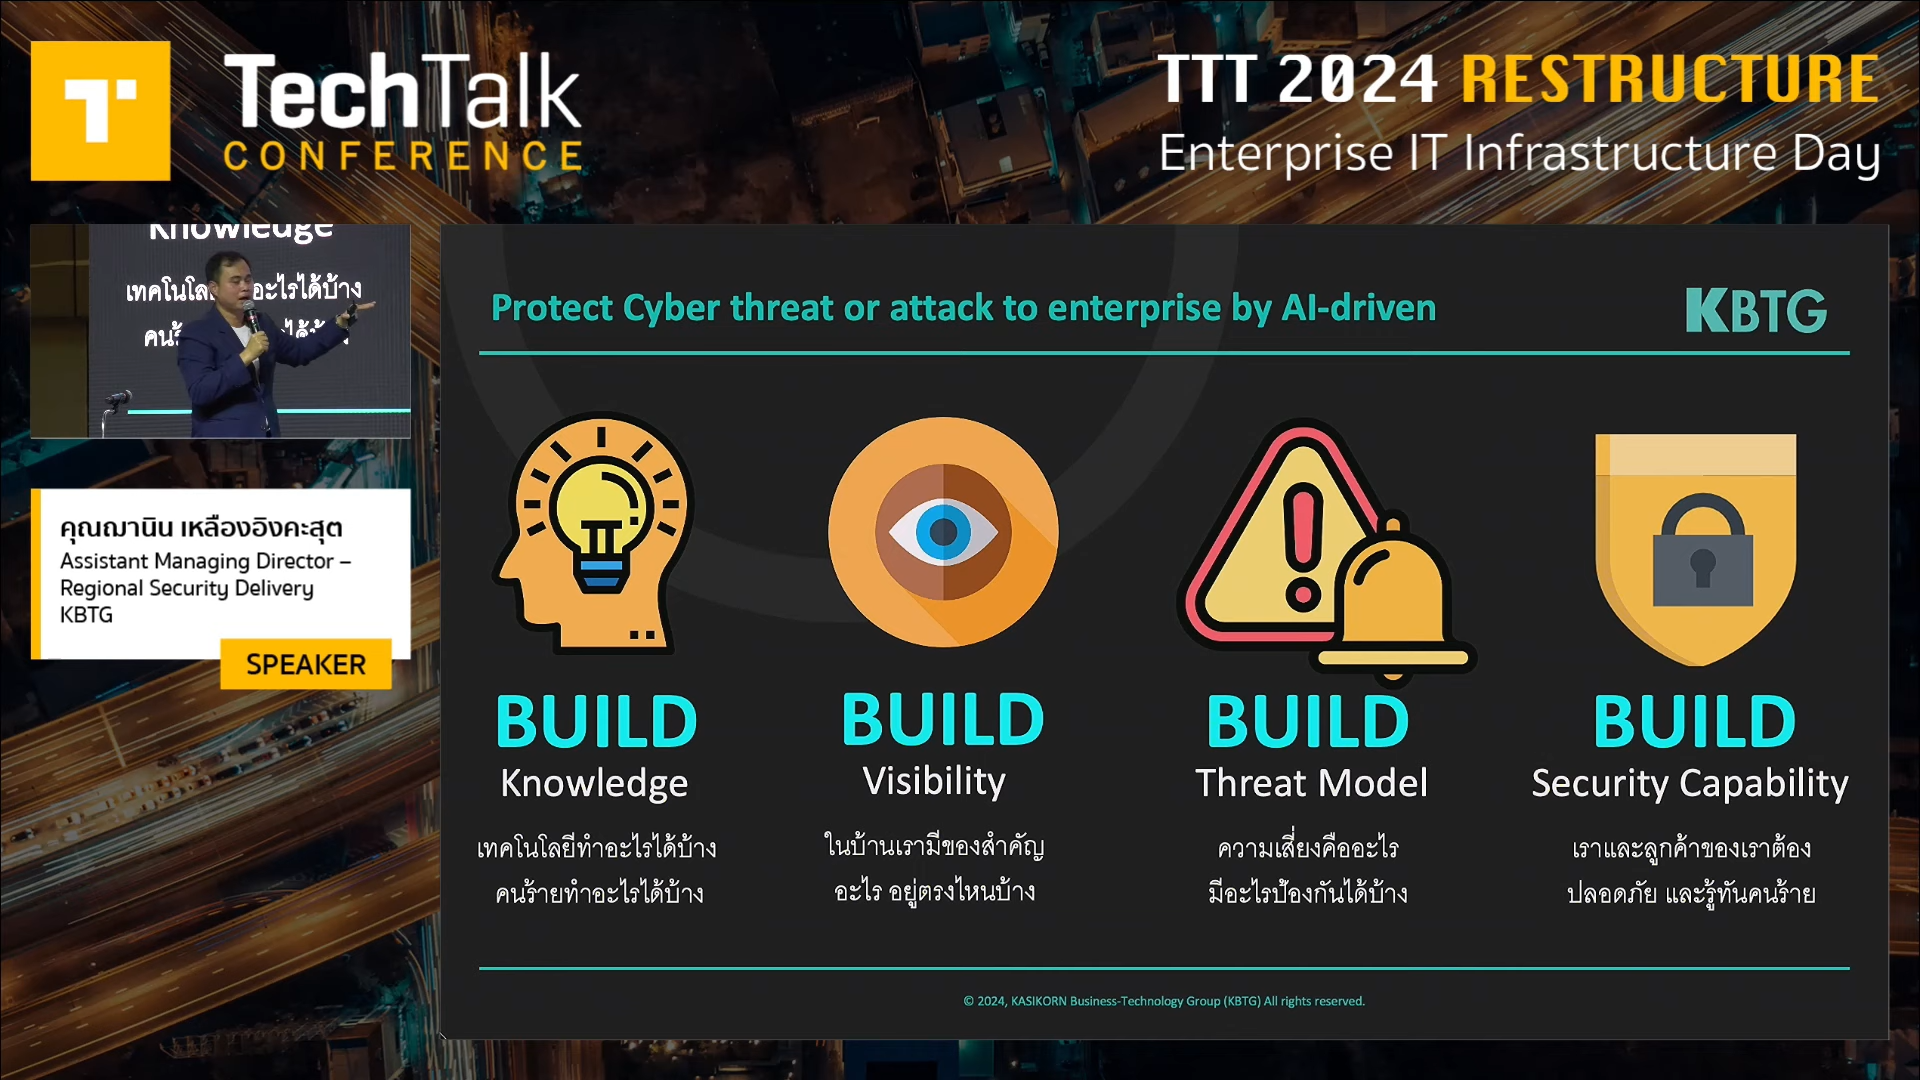 TechTalk
CONFERENCE
TTT 2024 RESTRUCTURE
Enterprise IT Infrastructure Day
Knowledge
คุณฌานิน เหลืองอิงคะสุต
Assistant Managing Director –
Regional Security Delivery
KBTG
SPEAKER
Protect Cyber threat or attack to enterprise by AI-driven
KBTG
BUILD
Knowledge
เทคโนโลยีทำอะไรได้บ้าง
คนร้ายทำอะไรได้บ้าง
BUILD
Visibility
ในบ้านเรามีของสำคัญ
อะไร อยู่ตรงไหนบ้าง
BUILD
Threat Model
ความเสี่ยงคืออะไร
มีอะไรป้องกันได้บ้าง
BUILD
Security Capability
เราและลูกค้าของเราต้อง
ปลอดภัย และรู้ทันคนร้าย
© 2024, KASIKORN Business-Technology Group (KBTG) All rights reserved.